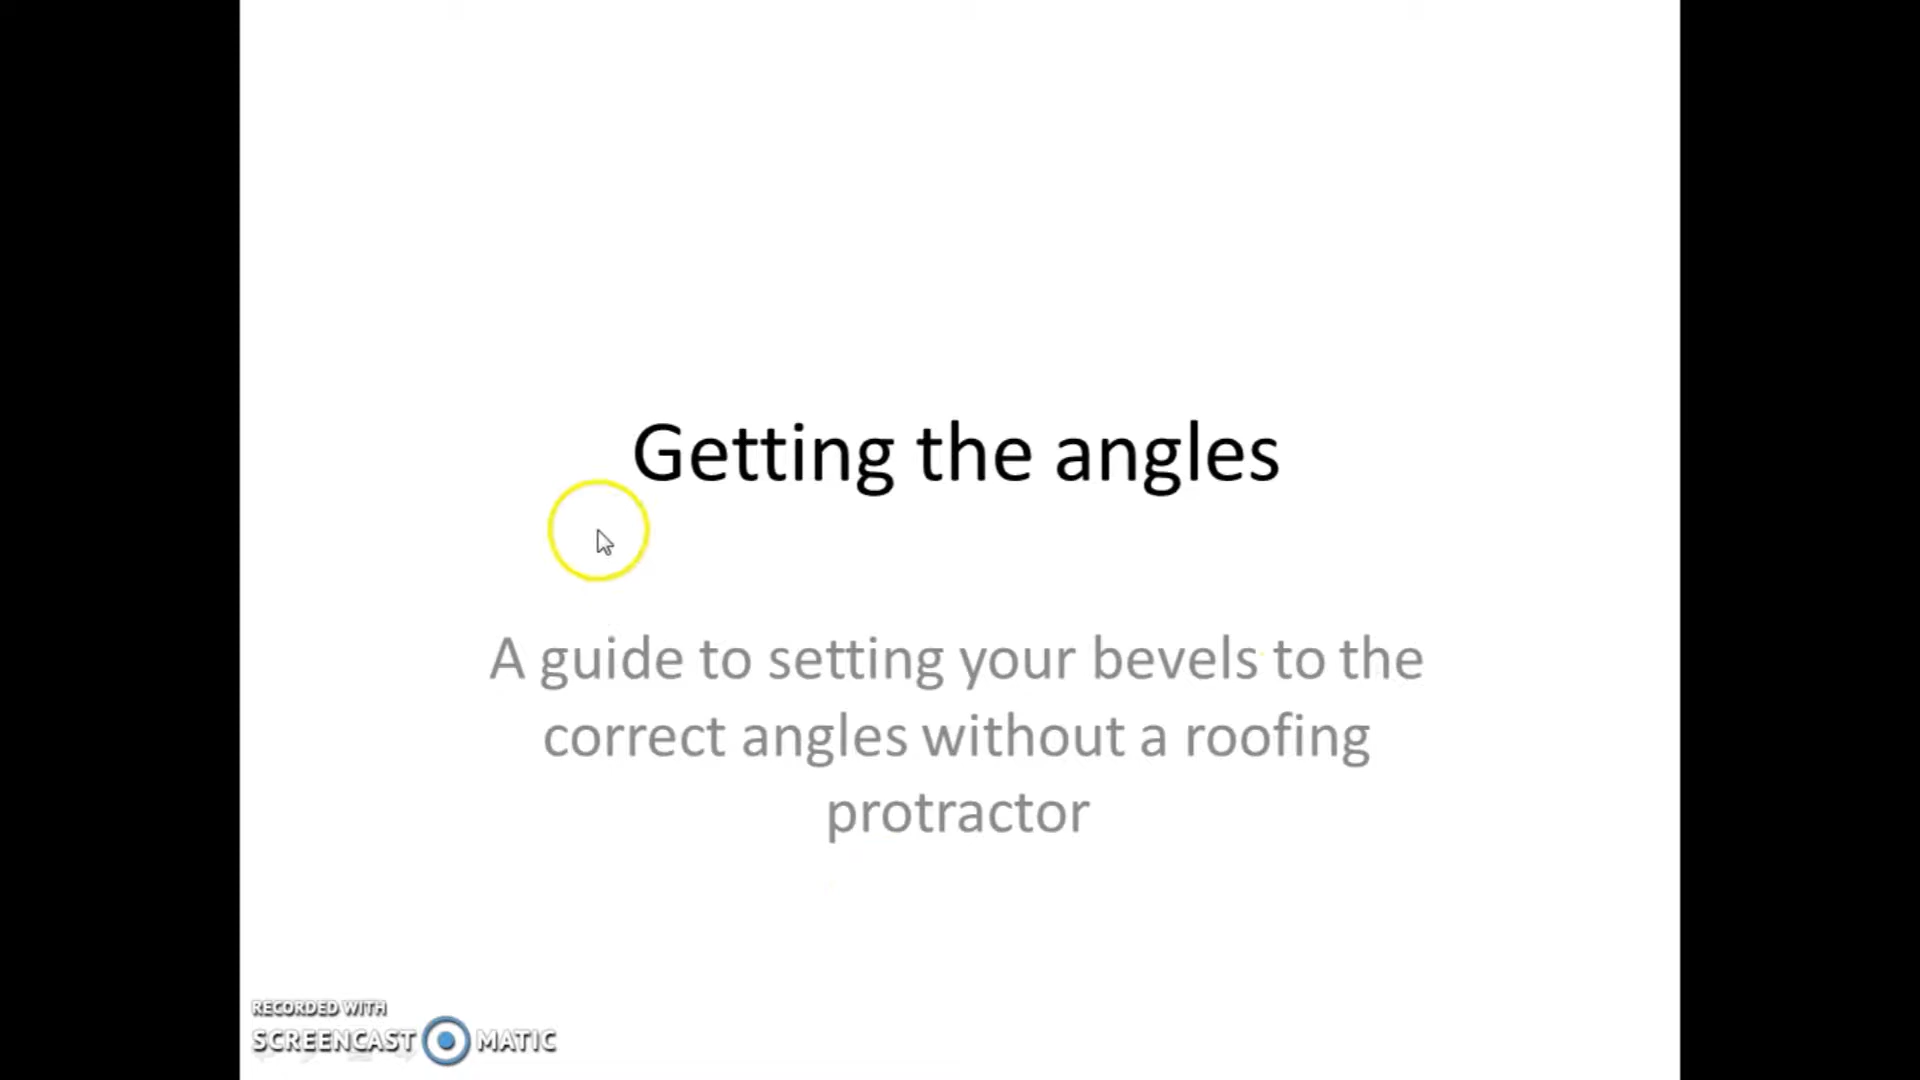 Getting the angles
A guide to setting your bevels to the
correct angles without a roofing
protractor
RECORDED WITH
SCREENCAST MATIC